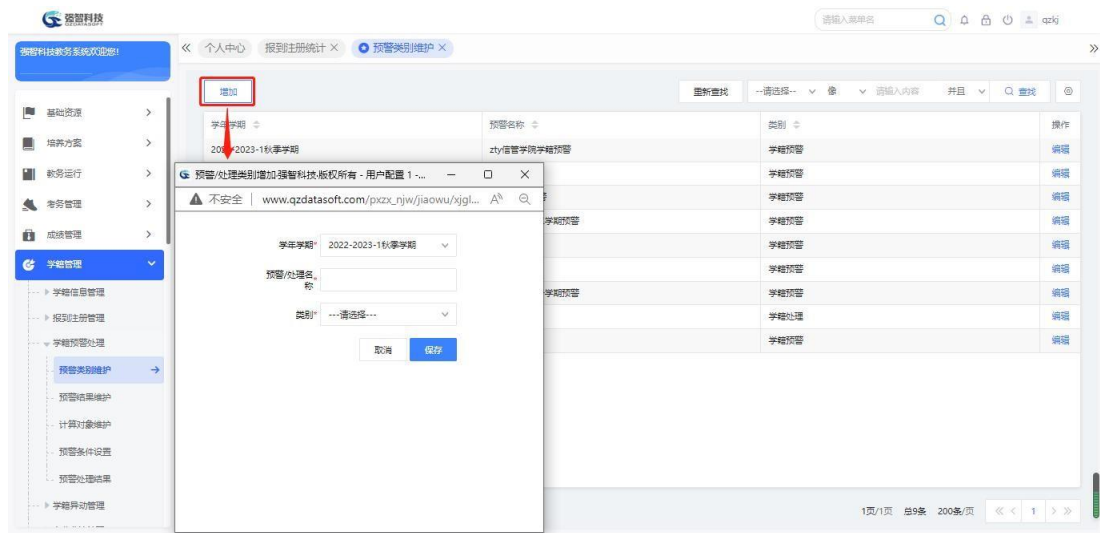 强智科技
QZDATASOFT
请输入菜单名
qzkj
强智科技教务系统欢迎您!
个人中心
报到注册统计 ×
预警类别维护 ×
基础资源
培养方案
教务运行
考务管理
成绩管理
学籍管理
学籍信息管理
报到注册管理
学籍预警处理
预警类别维护
预警结果维护
计算对象维护
预警条件设置
预警处理结果
学籍异动管理
增加
重新查找
--请选择--
像
请输入内容
并且
查找
学年学期 预警名称 类别 操作
2022-2023-1秋季学期 zty信管学院学籍预警 学籍预警 编辑
学籍预警 编辑
学籍预警 编辑
学期预警 学籍预警 编辑
学籍预警 编辑
学籍预警 编辑
学期预警 学籍预警 编辑
学籍处理 编辑
学籍预警 编辑
预警/处理类别增加-强智科技-版权所有 - 用户配置 1 -...
不安全 | www.qzdatasoft.com/pxzx_njw/jiaowu/xjgl...
学年学期* 2022-2023-1秋季学期
预警/处理名称*
类别* ---请选择---
取消
保存
1页/1页 总9条 200条/页
1